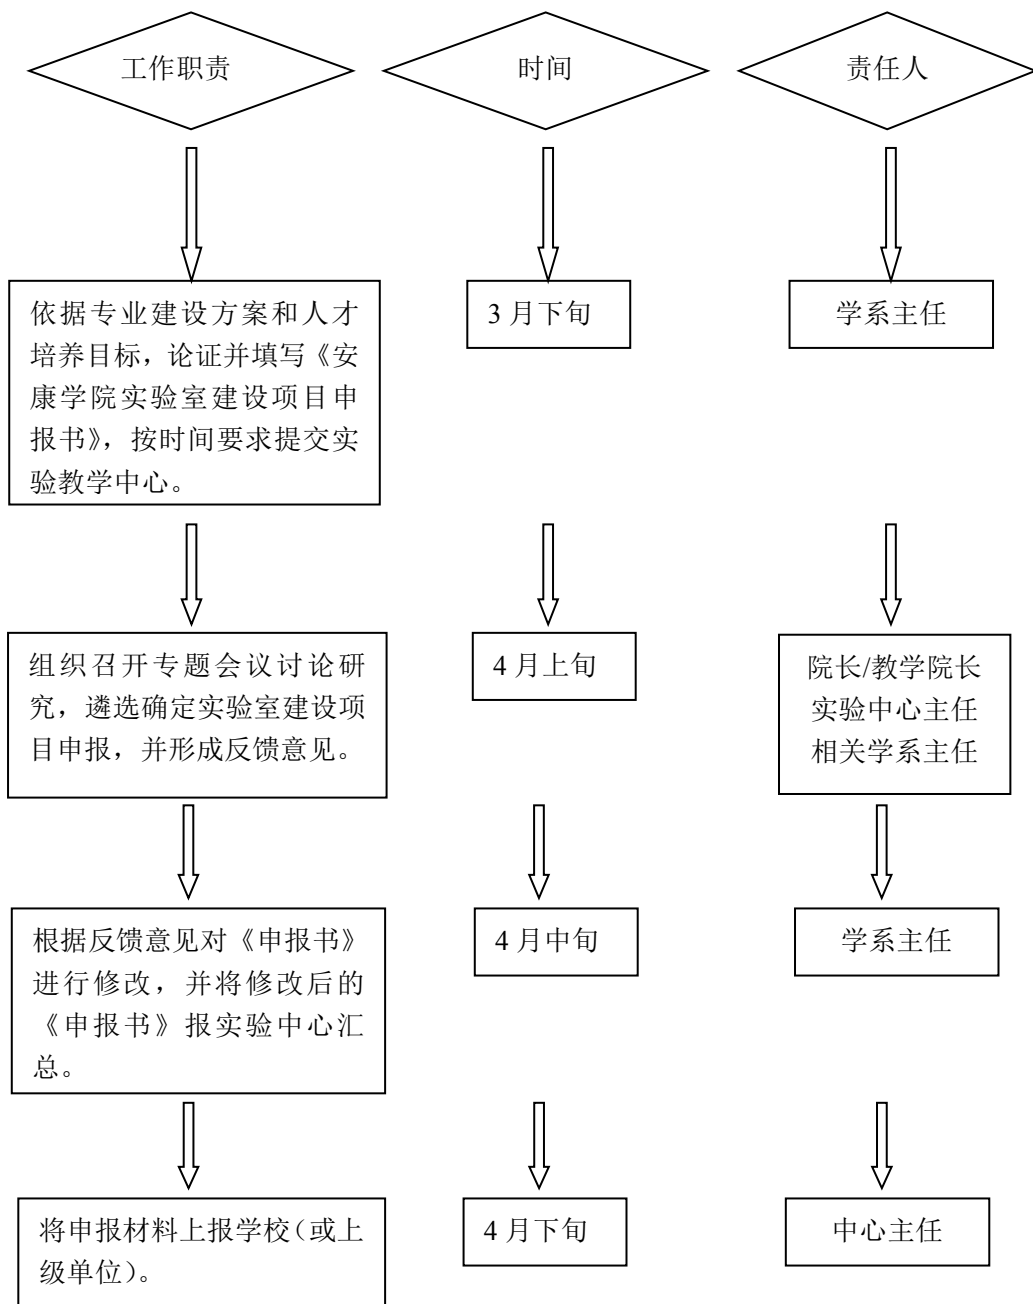 工作职责
时间
责任人
依据专业建设方案和人才
培养目标，论证并填写《安
康学院实验室建设项目申
报书》，按时间要求提交实
验教学中心。
3 月下旬
学系主任
组织召开专题会议讨论研
究，遴选确定实验室建设项
目申报，并形成反馈意见。
4 月上旬
院长/教学院长
实验中心主任
相关学系主任
根据反馈意见对《申报书》
进行修改，并将修改后的
《申报书》报实验中心汇
总。
4 月中旬
学系主任
将申报材料上报学校（或上
级单位）。
4 月下旬
中心主任